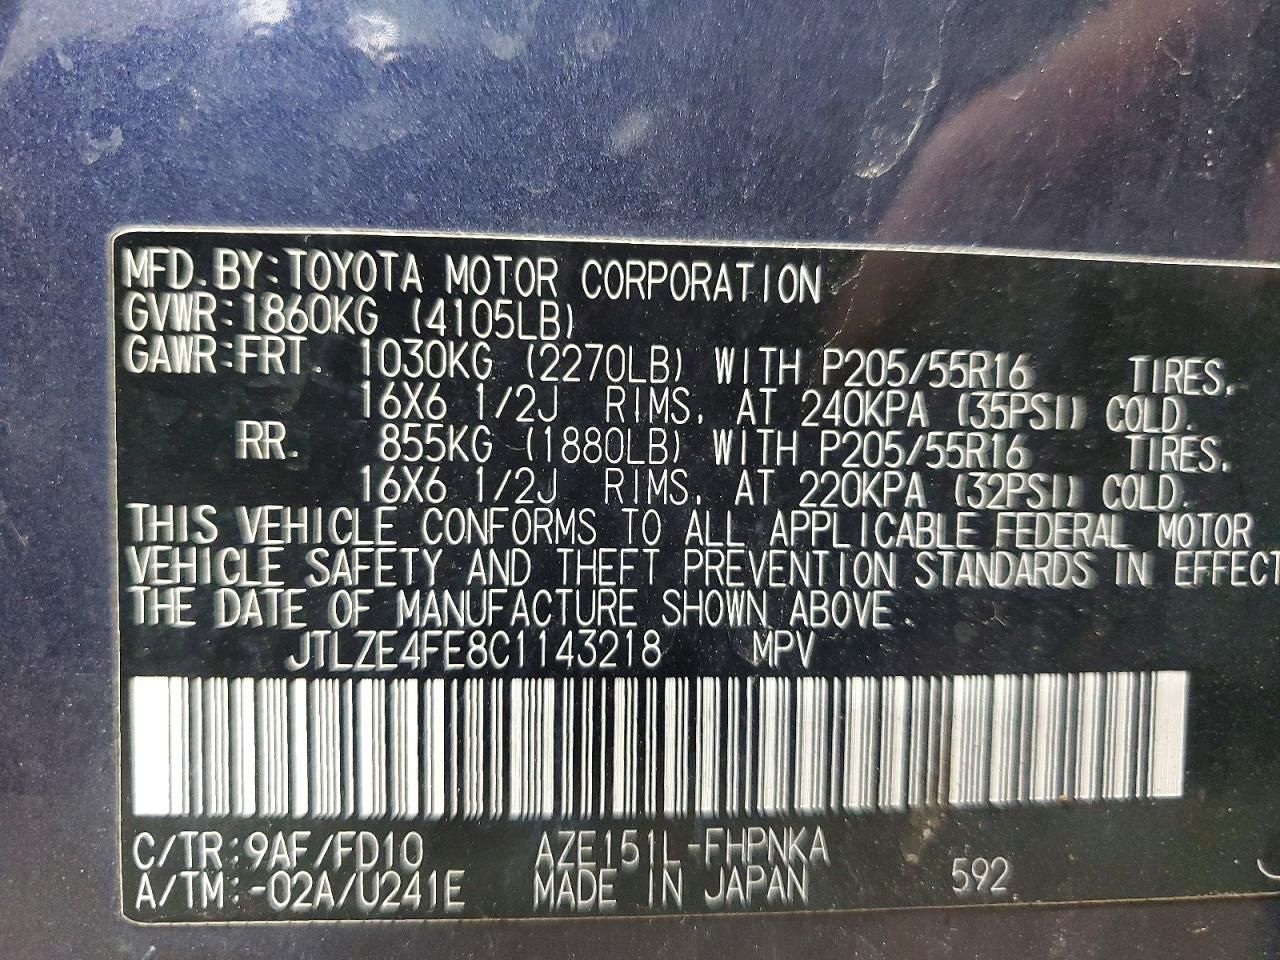 MFD. BY: TOYOTA MOTOR CORPORATION
GVWR: 1860KG (4105LB)
GAWR: FRT. 1030KG (2270LB) WITH P205/55R16 TIRES,
16X6 1/2J RIMS, AT 240KPA (35PSI) COLD.
RR. 855KG (1880LB) WITH P205/55R16 TIRES,
16X6 1/2J RIMS, AT 220KPA (32PSI) COLD.
THIS VEHICLE CONFORMS TO ALL APPLICABLE FEDERAL MOTOR
VEHICLE SAFETY AND THEFT PREVENTION STANDARDS IN EFFECT
THE DATE OF MANUFACTURE SHOWN ABOVE.
JTLZE4FE8C1143218 MPV
C/TR: 9AF/FD10 AZE151L-FHPNKA
A/TM: -02A/U241E MADE IN JAPAN 592